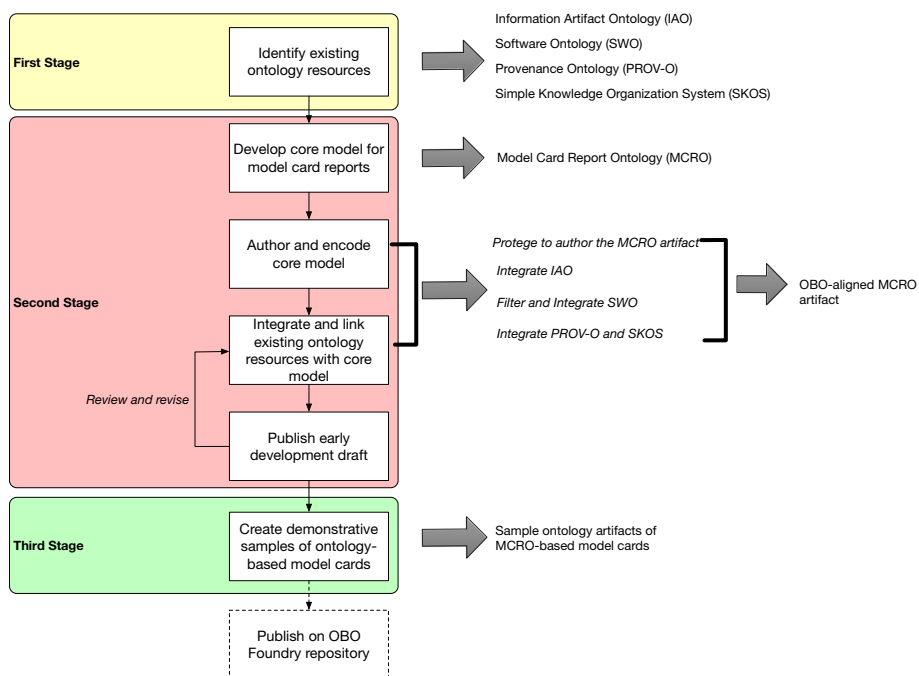 First Stage
Identify existing
ontology resources
Information Artifact Ontology (IAO)
Software Ontology (SWO)
Provenance Ontology (PROV-O)
Simple Knowledge Organization System (SKOS)
Second Stage
Develop core model for
model card reports
Model Card Report Ontology (MCRO)
Author and encode
core model
Integrate and link
existing ontology
resources with core
model
Protege to author the MCRO artifact
Integrate IAO
Filter and Integrate SWO
Integrate PROV-O and SKOS
OBO-aligned MCRO
artifact
Review and revise
Publish early
development draft
Third Stage
Create demonstrative
samples of ontology-
based model cards
Sample ontology artifacts of
MCRO-based model cards
Publish on OBO
Foundry repository